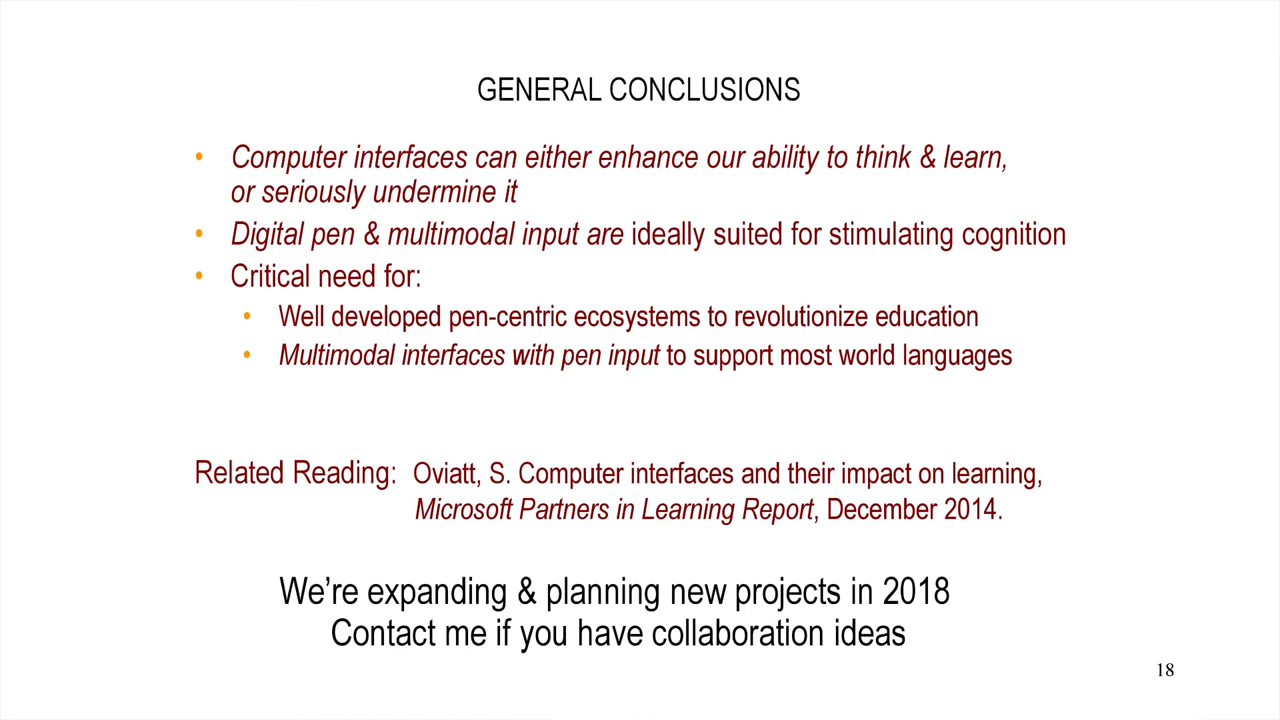 GENERAL CONCLUSIONS
• Computer interfaces can either enhance our ability to think & learn,
or seriously undermine it
• Digital pen & multimodal input are ideally suited for stimulating cognition
• Critical need for:
• Well developed pen-centric ecosystems to revolutionize education
• Multimodal interfaces with pen input to support most world languages
Related Reading: Oviatt, S. Computer interfaces and their impact on learning,
Microsoft Partners in Learning Report, December 2014.
We’re expanding & planning new projects in 2018
Contact me if you have collaboration ideas
18